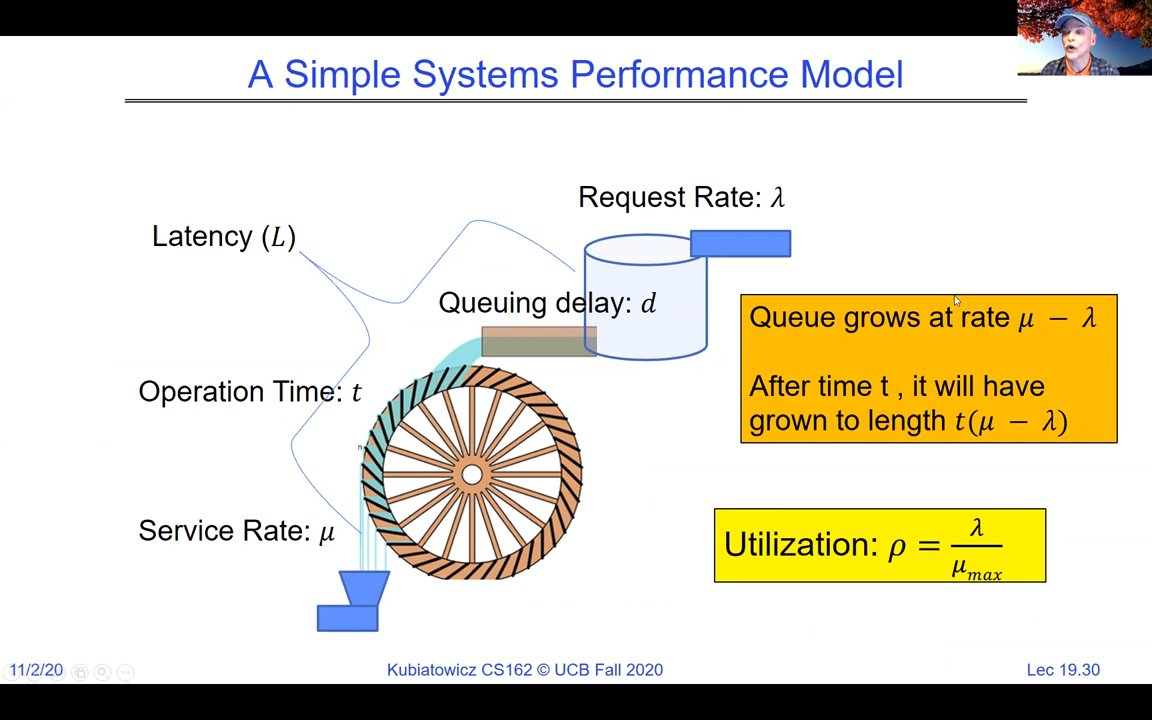 A Simple Systems Performance Model
Request Rate: λ
Latency (L)
Queuing delay: d
Queue grows at rate μ − λ
After time t , it will have
grown to length t(μ − λ)
Operation Time: t
n
Service Rate: μ
Utilization: ρ = λ / μmax
11/2/20
Kubiatowicz CS162 © UCB Fall 2020
Lec 19.30